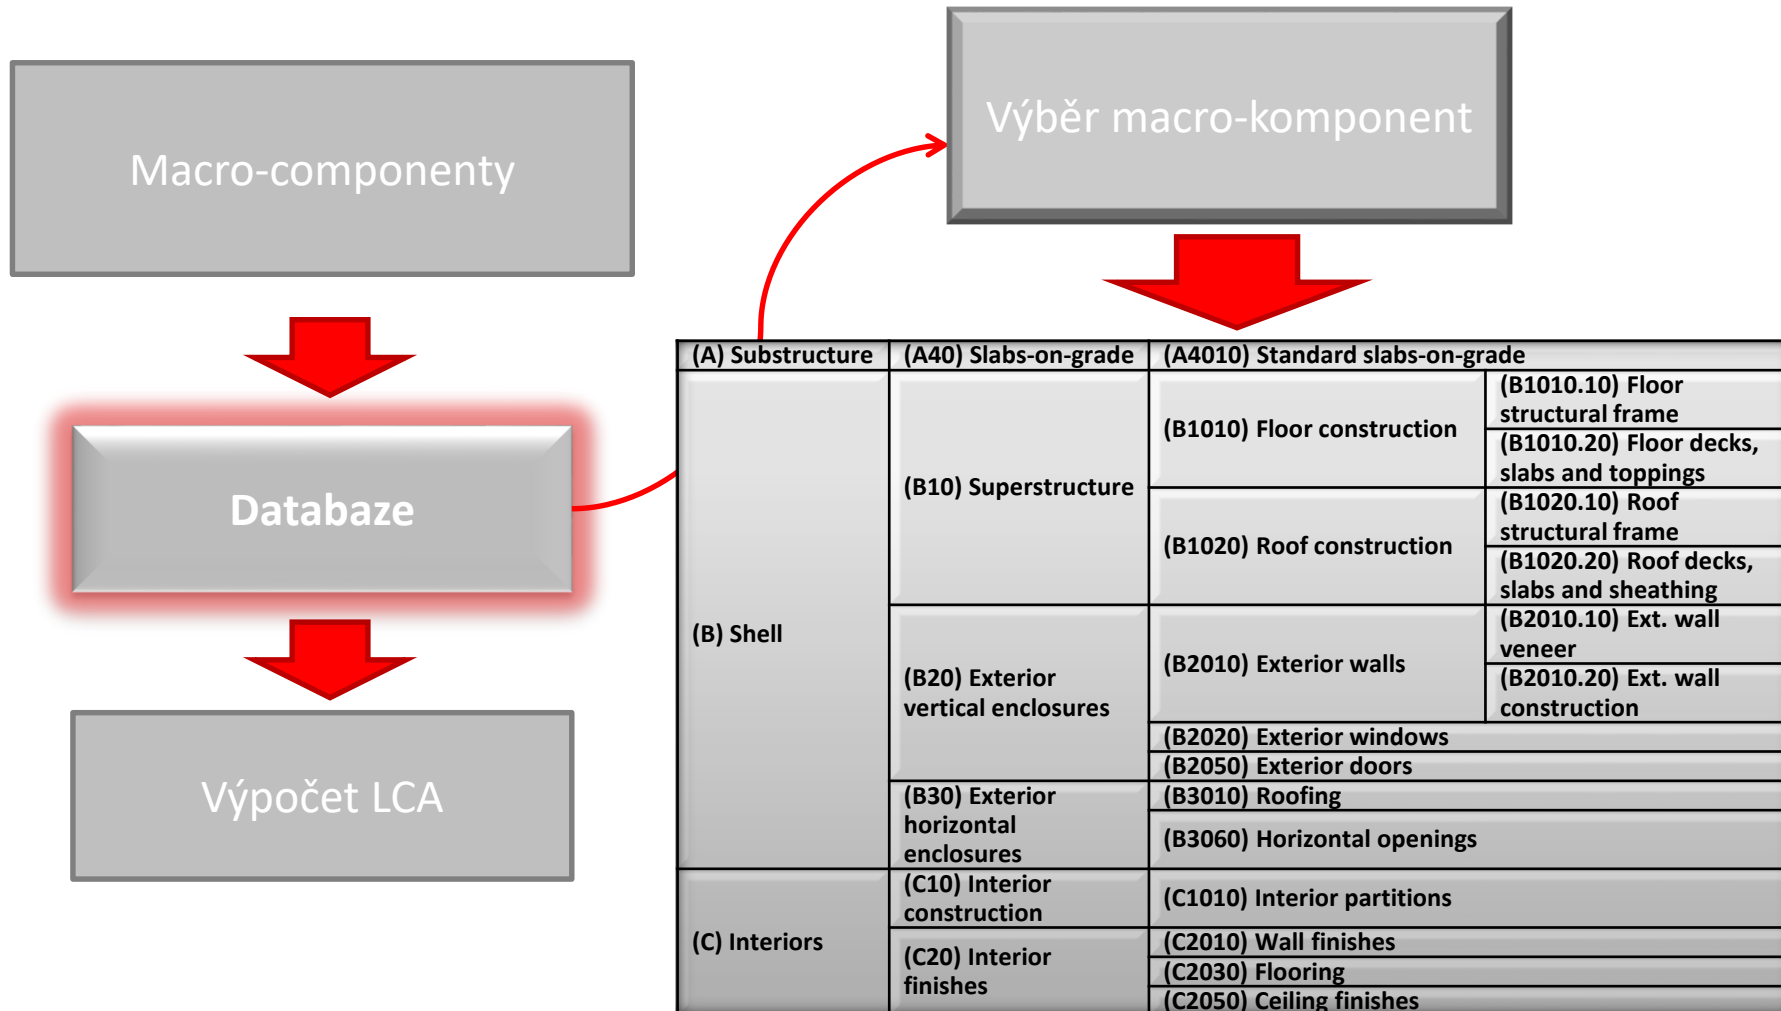 Macro-componenty
Databaze
Výpočet LCA
Výběr macro-komponent
(A) Substructure
(A40) Slabs-on-grade
(A4010) Standard slabs-on-grade
(B) Shell
(B10) Superstructure
(B1010) Floor construction
(B1010.10) Floor
structural frame
(B1010.20) Floor decks,
slabs and toppings
(B1020) Roof construction
(B1020.10) Roof
structural frame
(B1020.20) Roof decks,
slabs and sheathing
(B20) Exterior
vertical enclosures
(B2010) Exterior walls
(B2010.10) Ext. wall
veneer
(B2010.20) Ext. wall
construction
(B2020) Exterior windows
(B2050) Exterior doors
(B30) Exterior
horizontal
enclosures
(B3010) Roofing
(B3060) Horizontal openings
(C) Interiors
(C10) Interior
construction
(C1010) Interior partitions
(C20) Interior
finishes
(C2010) Wall finishes
(C2030) Flooring
(C2050) Ceiling finishes